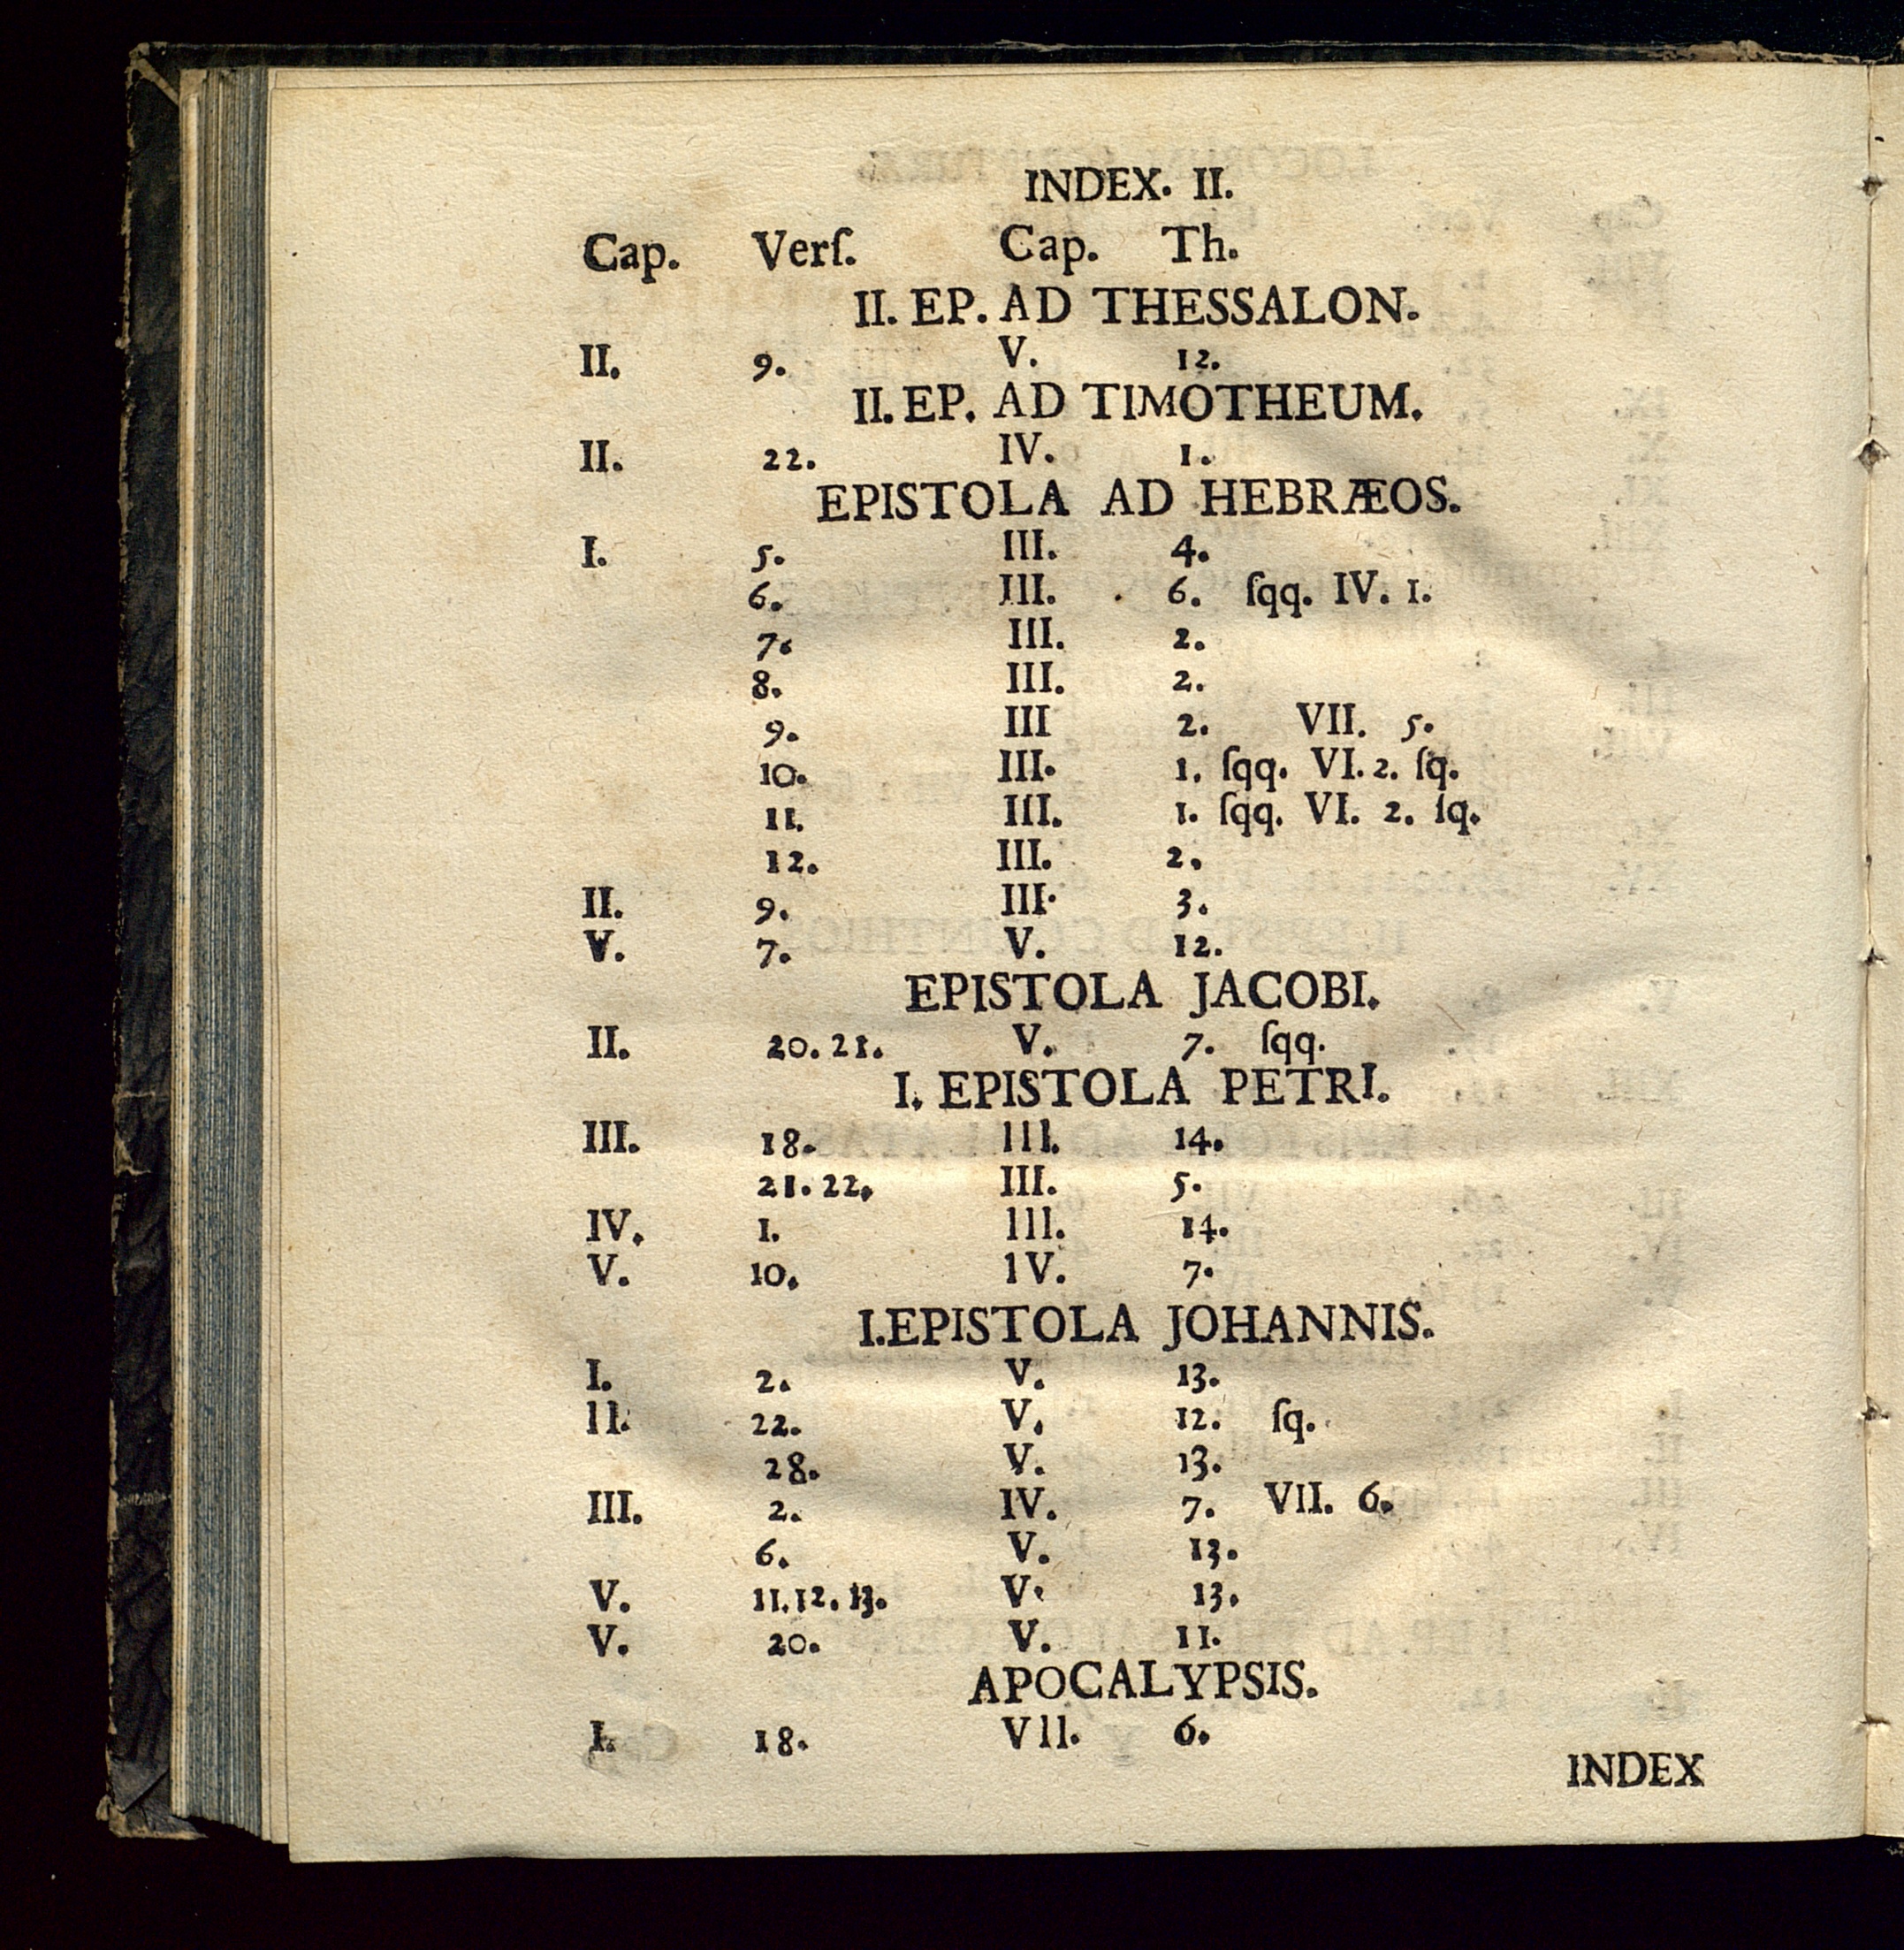 INDEX. II.
Cap. Verſ. Cap. Th.
II. EP. AD THESSALON.
II. 9. V. 12.
II. EP. AD TIMOTHEUM.
II. 22. IV. 1.
EPISTOLA AD HEBRÆOS.
I. 5. III. 4.
6. III. 6. ſqq. IV. 1.
7. III. 2.
8. III. 2.
9. III 2. VII. 5.
10. III. 1. ſqq. VI. 2. ſq.
11. III. 1. ſqq. VI. 2. ſq.
12. III. 2.
II. 9. III. 3.
V. 7. V. 12.
EPISTOLA JACOBI.
II. 20. 21. V. 7. ſqq.
I. EPISTOLA PETRI.
III. 18. III. 14.
21. 22. III. 5.
IV. 1. III. 14.
V. 10. IV. 7.
I. EPISTOLA JOHANNIS.
I. 2. V. 13.
II. 22. V. 12. ſq.
28. V. 13.
III. 2. IV. 7. VII. 6.
6. V. 13.
V. 11. 12. 13. V. 13.
V. 20. V. 11.
APOCALYPSIS.
I. 18. VII. 6.
INDEX